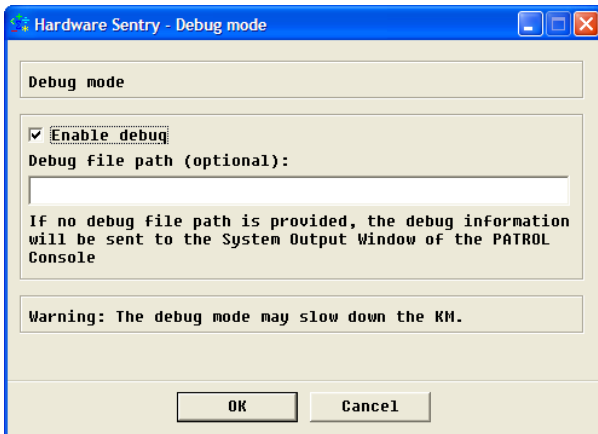 Hardware Sentry - Debug mode
Debug mode
Enable debug
Debug file path (optional):
If no debug file path is provided, the debug information
will be sent to the System Output Window of the PATROL
Console
Warning: The debug mode may slow down the KM.
OK Cancel